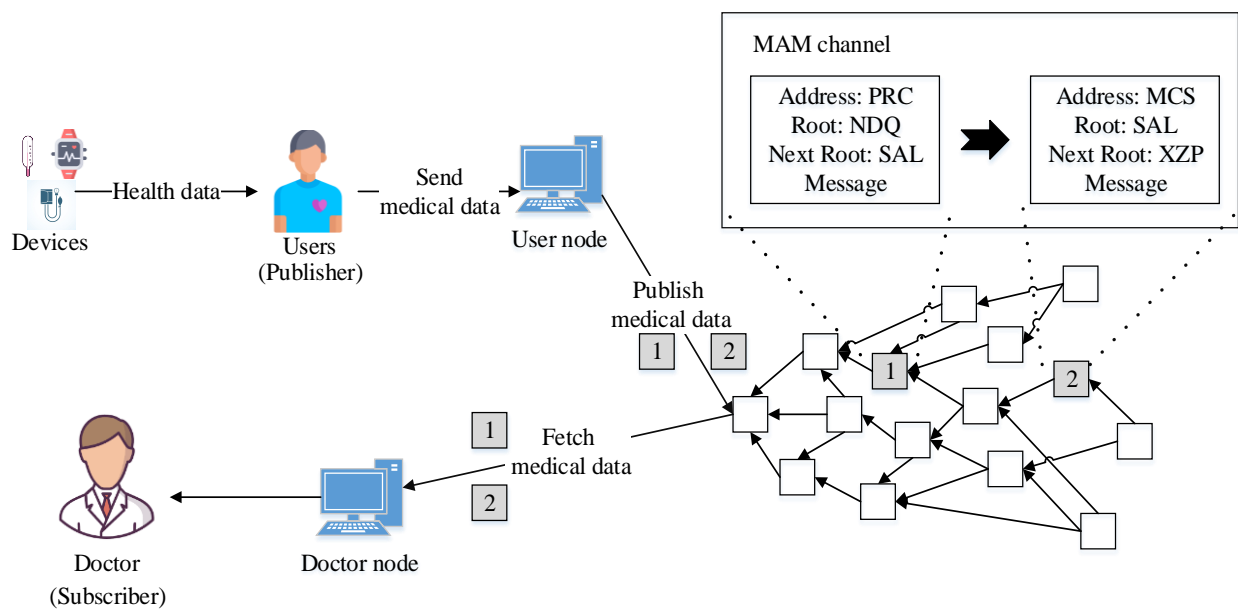 MAM channel
Address: PRC
Root: NDQ
Next Root: SAL
Message
Address: MCS
Root: SAL
Next Root: XZP
Message
Devices
Health data
Users
(Publisher)
Send
medical data
User node
Publish
medical data
1
2
1
2
1
Fetch
medical data
2
Doctor
(Subscriber)
Doctor node